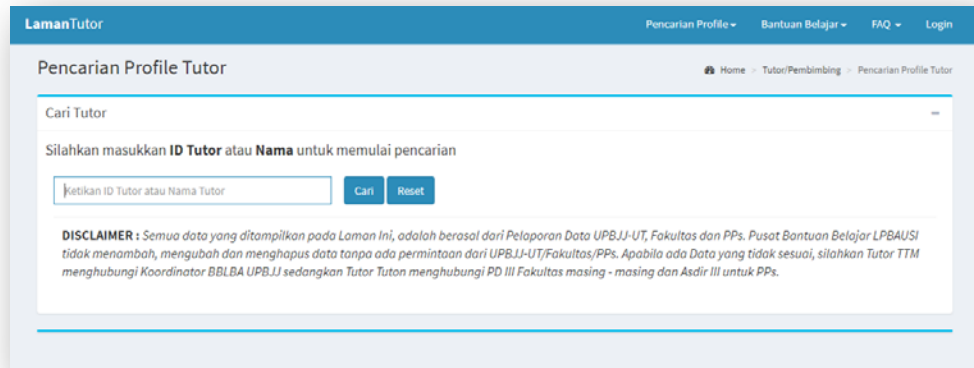 LamanTutor Pencarian Profile Bantuan Belajar FAQ Login
Pencarian Profile Tutor
Home > Tutor/Pembimbing > Pencarian Profile Tutor
Cari Tutor
Silahkan masukkan ID Tutor atau Nama untuk memulai pencarian
Ketikan ID Tutor atau Nama Tutor Cari Reset
DISCLAIMER : Semua data yang ditampilkan pada Laman Ini, adalah berasal dari Pelaporan Data UPBJJ-UT, Fakultas dan PPs. Pusat Bantuan Belajar LPBAUSI
tidak menambah, mengubah dan menghapus data tanpa ada permintaan dari UPBJJ-UT/Fakultas/PPs. Apabila ada Data yang tidak sesuai, silahkan Tutor TTM
menghubungi Koordinator BBLBA UPBJJ sedangkan Tutor Tuton menghubungi PD III Fakultas masing - masing dan Asdir III untuk PPs.